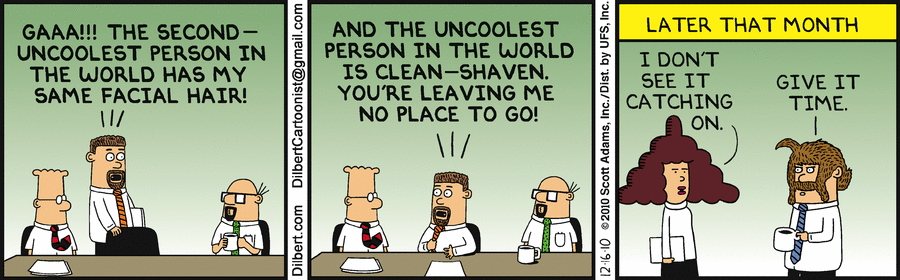 GAAA!!! THE SECOND-
UNCOOLEST PERSON IN
THE WORLD HAS MY
SAME FACIAL HAIR!
Dilbert.com DilbertCartoonist@gmail.com
AND THE UNCOOLEST
PERSON IN THE WORLD
IS CLEAN-SHAVEN.
YOU'RE LEAVING ME
NO PLACE TO GO!
12-16-10 ©2010 Scott Adams, Inc./Dist. by UFS, Inc.
LATER THAT MONTH
I DON'T
SEE IT
CATCHING
ON.
GIVE IT
TIME.